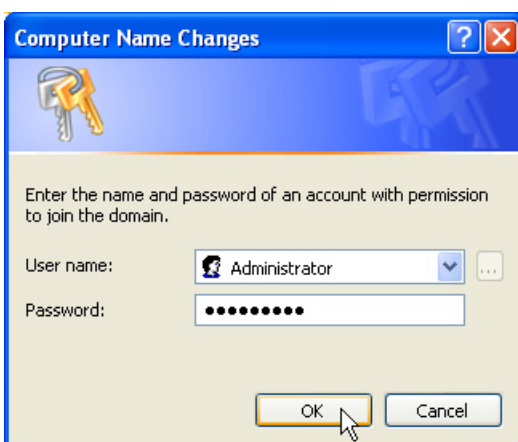 Computer Name Changes
Enter the name and password of an account with permission
to join the domain.
User name: Administrator ...
Password: •••••••••
OK Cancel